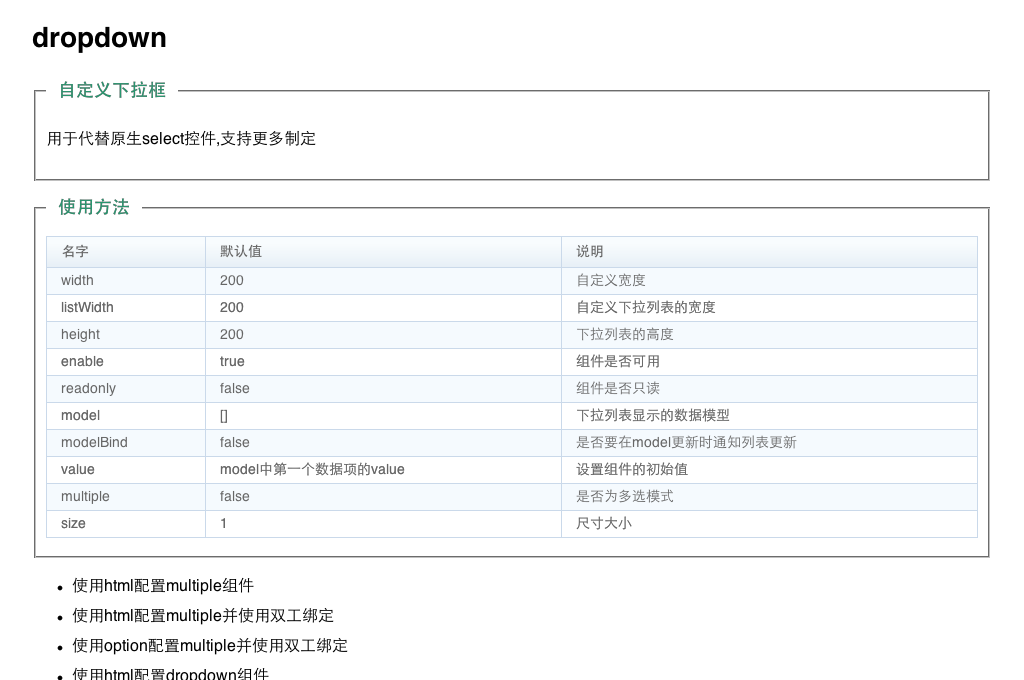 dropdown
自定义下拉框
用于代替原生select控件,支持更多制定
使用方法
名字 默认值 说明
width 200 自定义宽度
listWidth 200 自定义下拉列表的宽度
height 200 下拉列表的高度
enable true 组件是否可用
readonly false 组件是否只读
model [] 下拉列表显示的数据模型
modelBind false 是否要在model更新时通知列表更新
value model中第一个数据项的value 设置组件的初始值
multiple false 是否为多选模式
size 1 尺寸大小
• 使用html配置multiple组件
• 使用html配置multiple并使用双工绑定
• 使用option配置multiple并使用双工绑定
• 使用html配置dropdown组件